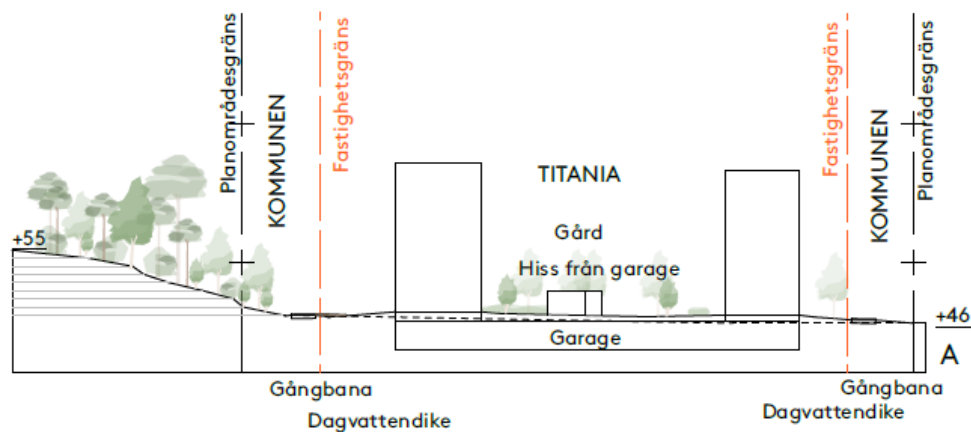 Planområdesgräns
KOMMUNEN
Fastighetsgräns
TITANIA
Gård
Hiss från garage
Garage
Fastighetsgräns
KOMMUNEN
Planområdesgräns
+55
+46
A
Gångbana
Dagvattendike
Gångbana
Dagvattendike